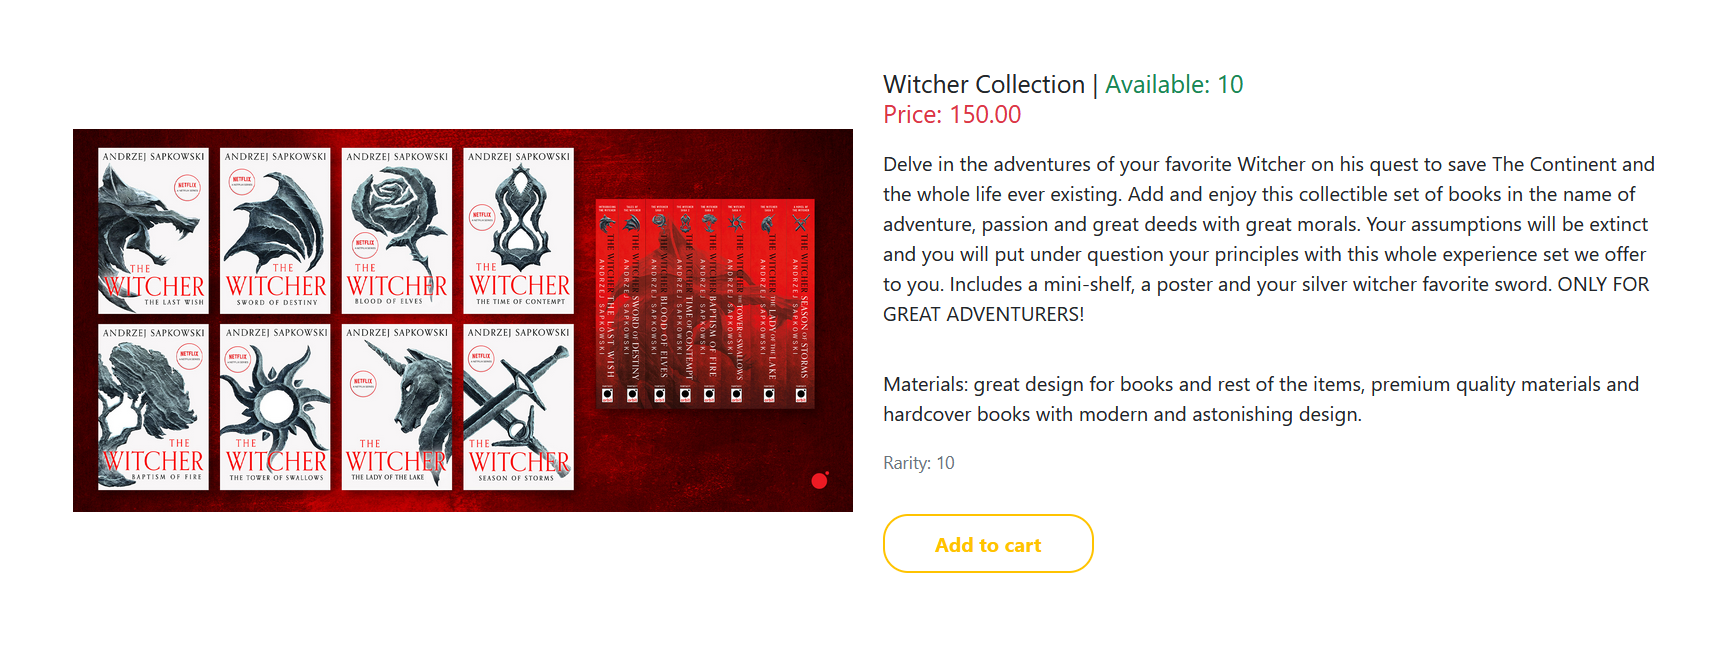 Witcher Collection | Available: 10
Price: 150.00
Delve in the adventures of your favorite Witcher on his quest to save The Continent and
the whole life ever existing. Add and enjoy this collectible set of books in the name of
adventure, passion and great deeds with great morals. Your assumptions will be extinct
and you will put under question your principles with this whole experience set we offer
to you. Includes a mini-shelf, a poster and your silver witcher favorite sword. ONLY FOR
GREAT ADVENTURERS!
Materials: great design for books and rest of the items, premium quality materials and
hardcover books with modern and astonishing design.
Rarity: 10
Add to cart
ANDRZEJ SAPKOWSKI
NETFLIX
THE
WITCHER
THE LAST WISH
ANDRZEJ SAPKOWSKI
NETFLIX
THE
WITCHER
SWORD OF DESTINY
ANDRZEJ SAPKOWSKI
NETFLIX
THE
WITCHER
BLOOD OF ELVES
ANDRZEJ SAPKOWSKI
NETFLIX
THE
WITCHER
THE TIME OF CONTEMPT
ANDRZEJ SAPKOWSKI
NETFLIX
THE
WITCHER
BAPTISM OF FIRE
ANDRZEJ SAPKOWSKI
NETFLIX
THE
WITCHER
THE TOWER OF SWALLOWS
ANDRZEJ SAPKOWSKI
NETFLIX
THE
WITCHER
THE LADY OF THE LAKE
ANDRZEJ SAPKOWSKI
NETFLIX
THE
WITCHER
SEASON OF STORMS
THE WITCHER THE LAST WISH
ANDRZEJ SAPKOWSKI
THE WITCHER SWORD OF DESTINY
ANDRZEJ SAPKOWSKI
THE WITCHER BLOOD OF ELVES
ANDRZEJ SAPKOWSKI
THE WITCHER TIME OF CONTEMPT
ANDRZEJ SAPKOWSKI
THE WITCHER BAPTISM OF FIRE
ANDRZEJ SAPKOWSKI
THE WITCHER THE TOWER OF SWALLOWS
ANDRZEJ SAPKOWSKI
THE WITCHER THE LADY OF THE LAKE
ANDRZEJ SAPKOWSKI
THE WITCHER SEASON OF STORMS
ANDRZEJ SAPKOWSKI